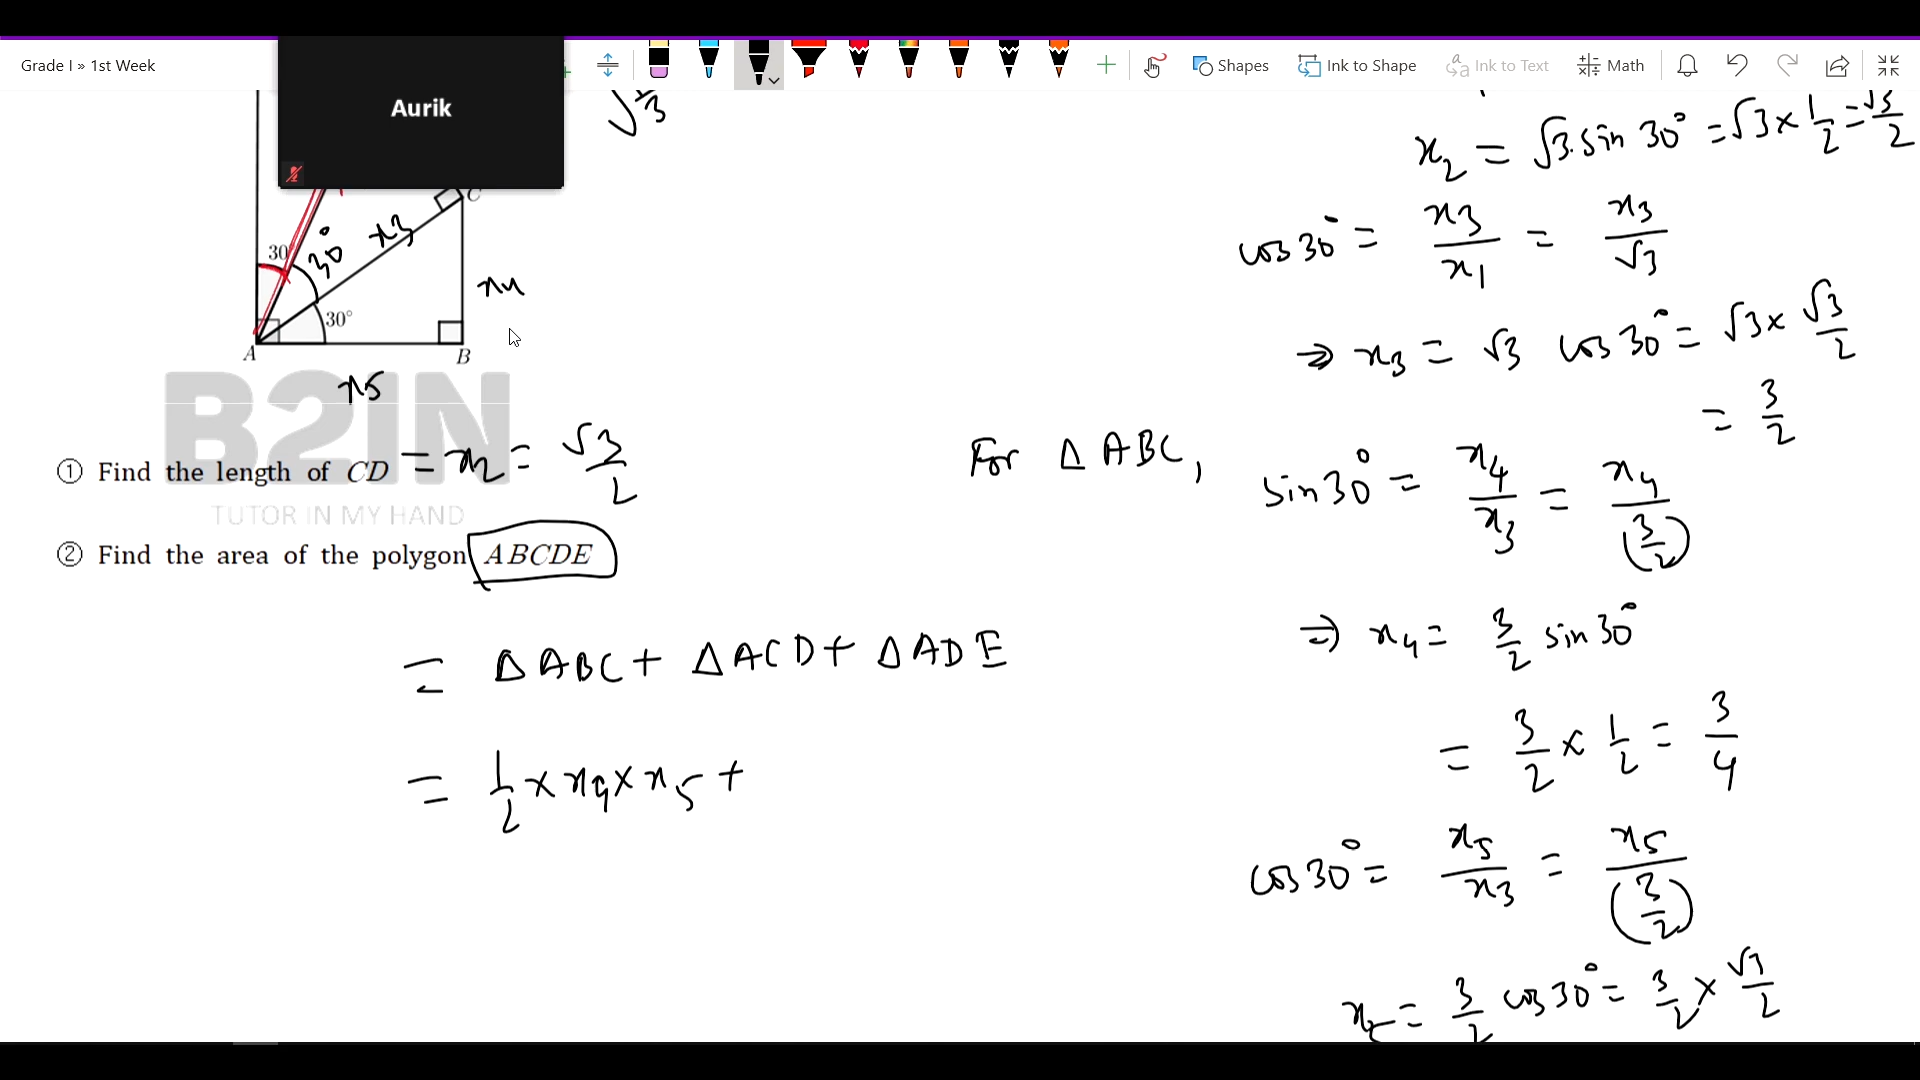 Grade I » 1st Week
Shapes
Ink to Shape
Ink to Text
Math
Aurik
x₂ = √3 · sin 30° = √3 × 1/2 = √3/2
cos 30° = x₃/x₁ = x₃/√3
⇒ x₃ = √3 cos 30° = √3 × √3/2
= 3/2
C
30
30°
x₃
x₄
30°
A
B
x₅
B2IN
TUTOR IN MY HAND
① Find the length of CD = x₂ = √3/2
② Find the area of the polygon ABCDE
= Δ ABC + Δ ACD + Δ ADE
= 1/2 × x₄ × x₅ +
For Δ ABC,
sin 30° = x₄/x₃ = x₄/(3/2)
⇒ x₄ = 3/2 sin 30°
= 3/2 × 1/2 = 3/4
cos 30° = x₅/x₃ = x₅/(3/2)
x₅ = 3/2 cos 30° = 3/2 × √3/2